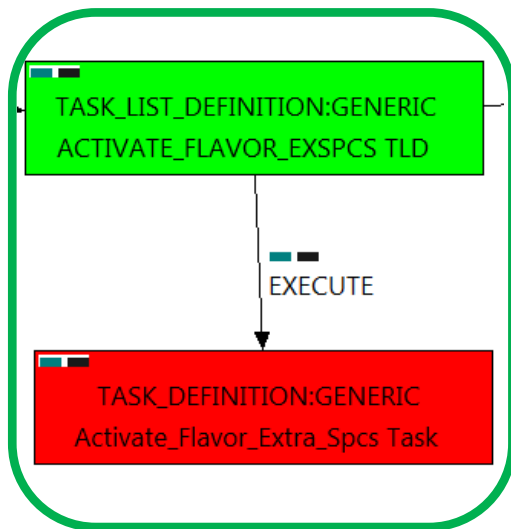 TASK_LIST_DEFINITION:GENERIC
ACTIVATE_FLAVOR_EXSPCS TLD
EXECUTE
TASK_DEFINITION:GENERIC
Activate_Flavor_Extra_Spcs Task